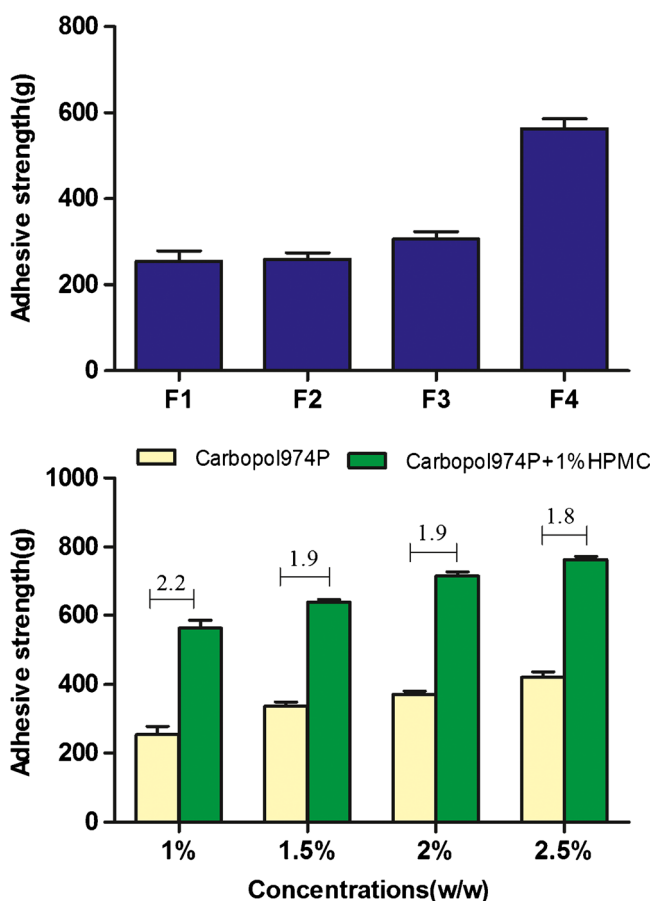 Adhesive strength(g)
800
600
400
200
0
F1 F2 F3 F4
Carbopol974P Carbopol974P+1%HPMC
Adhesive strength(g)
1000
800
600
400
200
0
2.2 1.9 1.9 1.8
1% 1.5% 2% 2.5%
Concentrations(w/w)